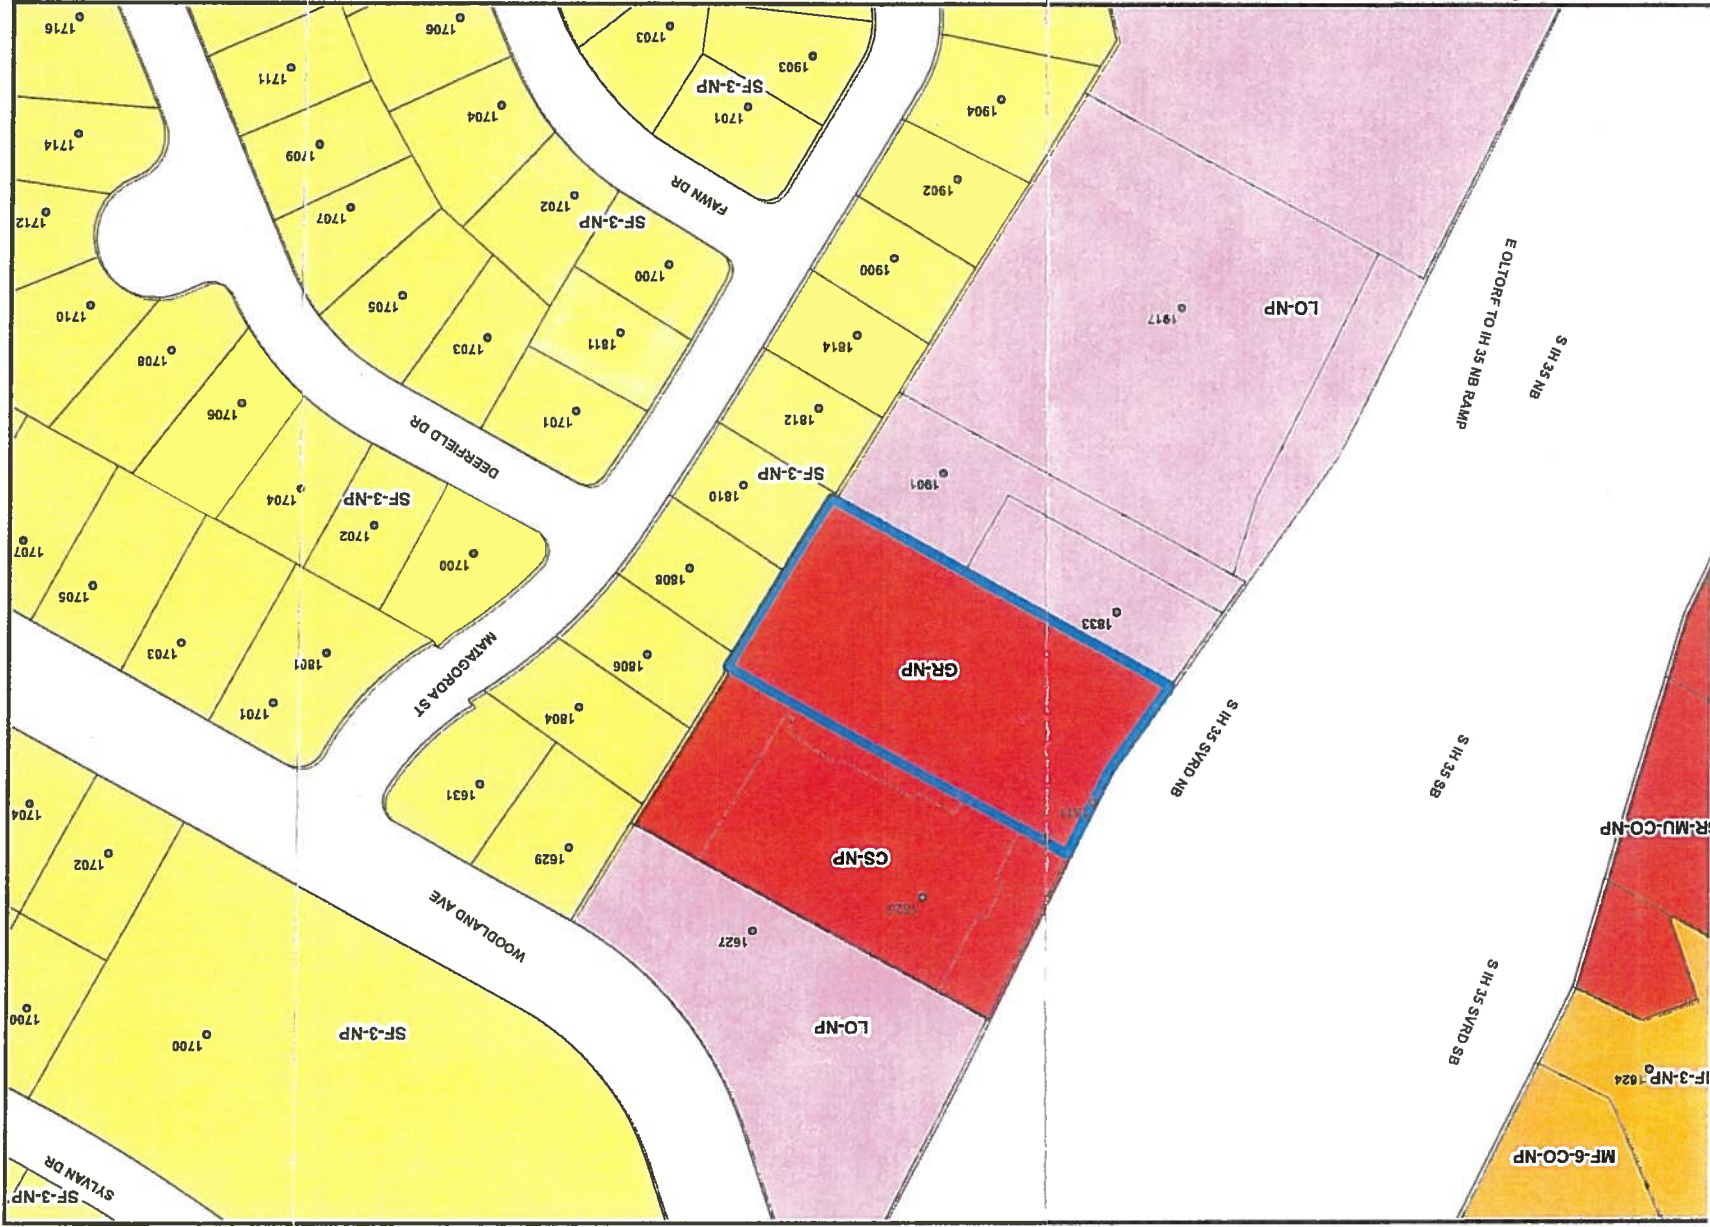 MF-6-CO-NP
SYLVAN DR
SF-3-NP
1624
S IH 35 SVRD SB
LO-NP
SF-3-NP
1700
1700
1627
WOODLAND AVE
CS-NP
1629
1702
GR-MU-CO-NP
1631
1704
S IH 35 SB
S IH 35 SVRD NB
1804
1701
GR-NP
1806
MATAGORDA ST
1801
1703
1833
1808
1705
1700
1702
1707
1901
1810
SF-3-NP
1704
SF-3-NP
1812
1701
DEERFIELD DR
1706
S IH 35 NB
E OLTORF TO IH 35 NB RAMP
1814
1703
1811
1708
LO-NP
1917
1900
1700
1705
1710
SF-3-NP
1702
1707
1712
1902
FAWN DR
1709
1714
1904
1701
1704
1711
SF-3-NP
1903
1703
1706
1716